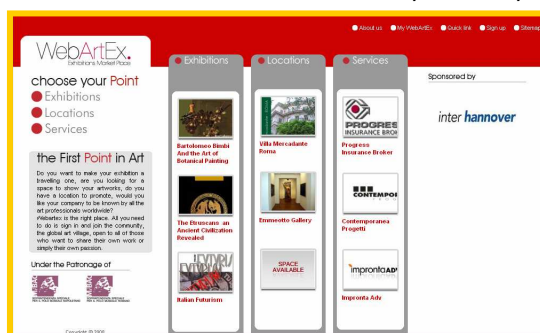 About us My WebArtEx Quick link Sign up Sitemap
WebArtEx.
Exhibitions Market Place
Exhibitions
Locations
Services
choose your Point
Exhibitions
Locations
Services
the First Point in Art
Do you want to make your exhibition a
travelling one, are you looking for a
space to show your artworks, do you
have a location to promote, would you
like your company to be known by all the
art professionals worldwide?
Webartex is the right place. All you need
to do is sign in and join the community,
the global art village, open to all of those
who want to share their own work or
simply their own passion.
Under the Patronage of
Copyright © 2006
Bartolomeo Bimbi
And the Art of
Botanical Painting
The Etruscans an
Ancient Civilization
Revealed
FUTURIS
Italian Futurism
Villa Mercadante
Roma
Emmeotto Gallery
SPACE
AVAILABLE
PROGRES
INSURANCE BROK
Progress
Insurance Broker
CONTEMPOR
Contemporanea
Progetti
improntaADV
Impronta Adv
Sponsored by
inter hannover